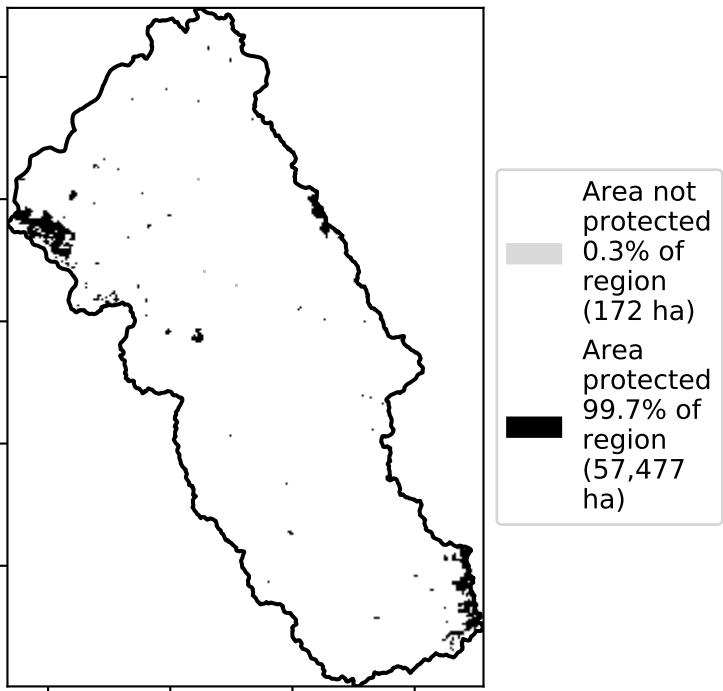 Area not
protected
0.3% of
region
(172 ha)
Area
protected
99.7% of
region
(57,477
ha)